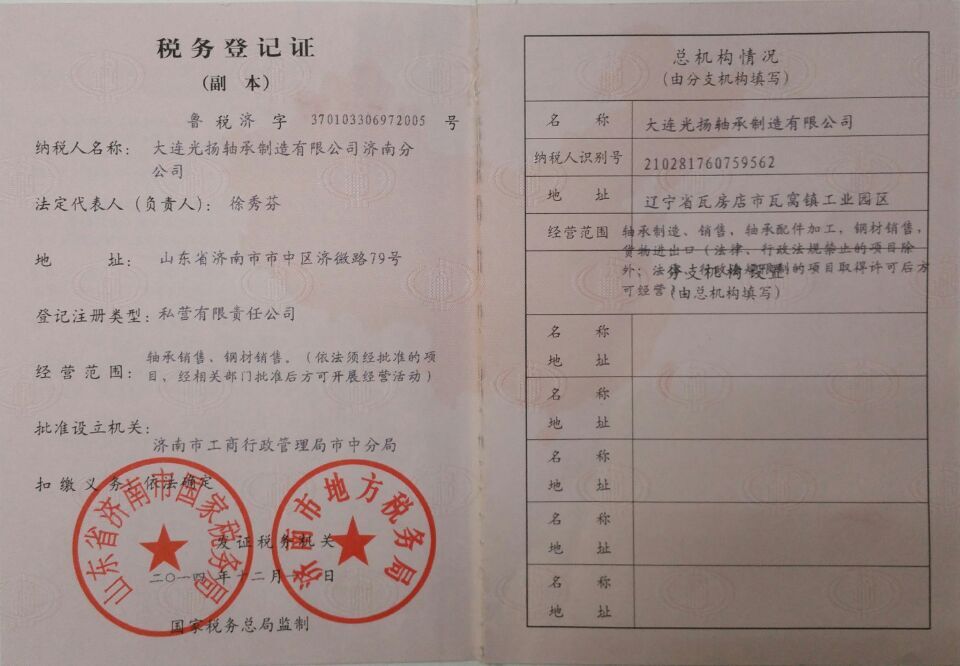 税务登记证
(副 本)
鲁税济字 370103306972005 号
纳税人名称: 大连光扬轴承制造有限公司济南分
公司
法定代表人(负责人): 徐秀芬
地 址: 山东省济南市市中区济微路79号
登记注册类型: 私营有限责任公司
经营范围: 轴承销售、钢材销售。(依法须经批准的项
目、经相关部门批准后方可开展经营活动)
批准设立机关:
济南市工商行政管理局市中分局
扣缴义务: 依法确定
山东省济南市国家税务局
济南市地方税务局
发证税务机关
二〇一四年十二月 日
国家税务总局监制
总机构情况
(由分支机构填写)
名 称 大连光扬轴承制造有限公司
纳税人识别号 210281760759562
地 址 辽宁省瓦房店市瓦窝镇工业园区
经营范围 轴承制造、销售、轴承配件加工,钢材销售,
货物进出口(法律、行政法规禁止的项目除
外;法律、行政法规限制的项目取得许可后方
可经营)
分支机构设置
(由总机构填写)
名 称
地 址
名 称
地 址
名 称
地 址
名 称
地 址
名 称
地 址